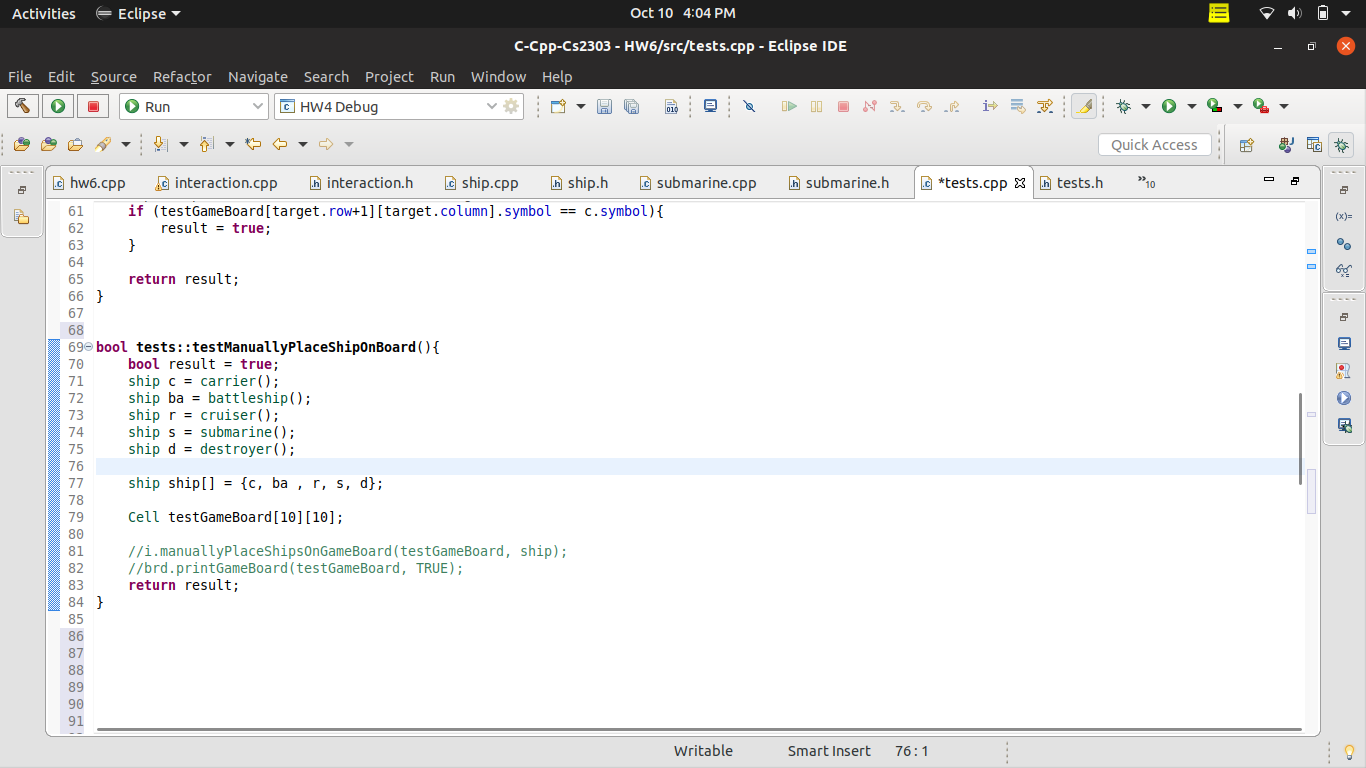 Activities Eclipse Oct 10 4:04 PM
C-Cpp-Cs2303 - HW6/src/tests.cpp - Eclipse IDE
File Edit Source Refactor Navigate Search Project Run Window Help
Run HW4 Debug
Quick Access
hw6.cpp interaction.cpp interaction.h ship.cpp ship.h submarine.cpp submarine.h *tests.cpp tests.h »10
61 if (testGameBoard[target.row+1][target.column].symbol == c.symbol){
62 result = true;
63 }
64
65 return result;
66 }
67
68
69 bool tests::testManuallyPlaceShipOnBoard(){
70 bool result = true;
71 ship c = carrier();
72 ship ba = battleship();
73 ship r = cruiser();
74 ship s = submarine();
75 ship d = destroyer();
76
77 ship ship[] = {c, ba , r, s, d};
78
79 Cell testGameBoard[10][10];
80
81 //i.manuallyPlaceShipsOnGameBoard(testGameBoard, ship);
82 //brd.printGameBoard(testGameBoard, TRUE);
83 return result;
84 }
85
86
87
88
89
90
91
Writable Smart Insert 76 : 1